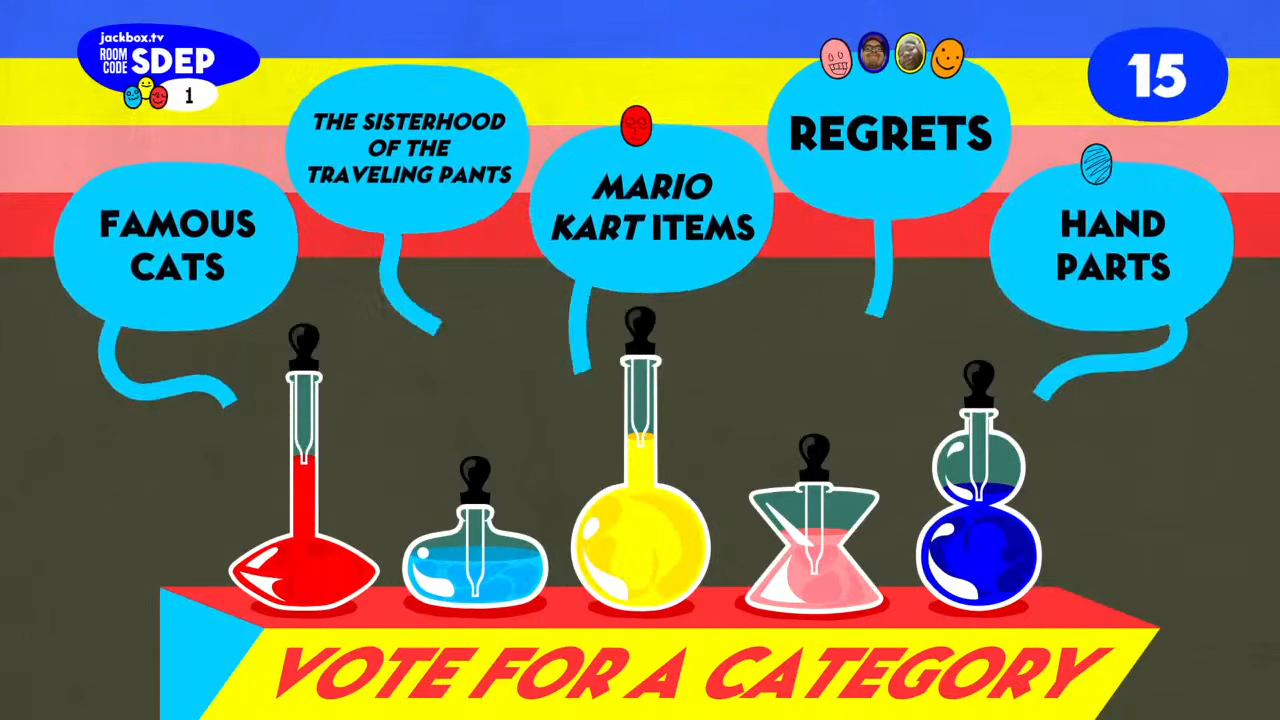 jackbox.tv
ROOM CODE SDEP
1
15
FAMOUS
CATS
THE SISTERHOOD
OF THE
TRAVELING PANTS
MARIO
KART ITEMS
REGRETS
HAND
PARTS
VOTE FOR A CATEGORY